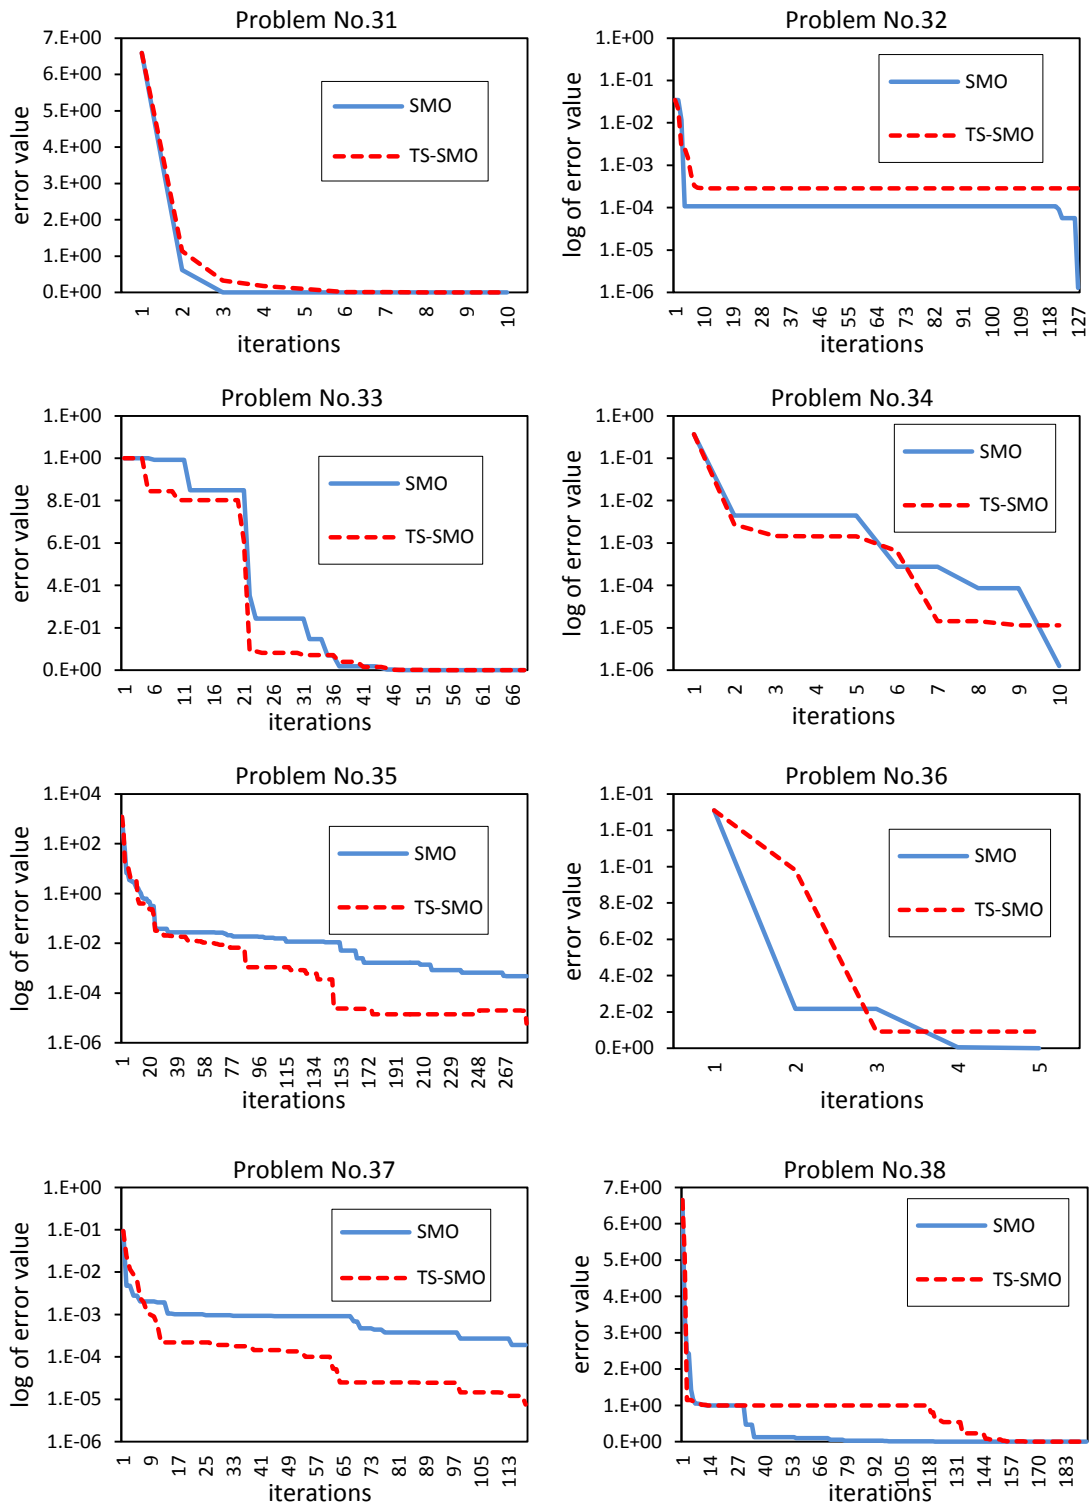 Problem No.31
7.E+00
6.E+00
5.E+00
4.E+00
3.E+00
2.E+00
1.E+00
0.E+00
error value
SMO
TS-SMO
1 2 3 4 5 6 7 8 9 10
iterations
Problem No.32
1.E+00
1.E-01
1.E-02
1.E-03
1.E-04
1.E-05
1.E-06
log of error value
SMO
TS-SMO
1 10 19 28 37 46 55 64 73 82 91 100 109 118 127
iterations
Problem No.33
1.E+00
1.E+00
8.E-01
6.E-01
4.E-01
2.E-01
0.E+00
error value
SMO
TS-SMO
1 6 11 16 21 26 31 36 41 46 51 56 61 66
iterations
Problem No.34
1.E+00
1.E-01
1.E-02
1.E-03
1.E-04
1.E-05
1.E-06
log of error value
SMO
TS-SMO
1 2 3 4 5 6 7 8 9 10
iterations
Problem No.35
1.E+04
1.E+02
1.E+00
1.E-02
1.E-04
1.E-06
log of error value
SMO
TS-SMO
1 20 39 58 77 96 115 134 153 172 191 210 229 248 267
iterations
Problem No.36
1.E-01
1.E-01
1.E-01
8.E-02
6.E-02
4.E-02
2.E-02
0.E+00
error value
SMO
TS-SMO
1 2 3 4 5
iterations
Problem No.37
1.E+00
1.E-01
1.E-02
1.E-03
1.E-04
1.E-05
1.E-06
log of error value
SMO
TS-SMO
1 9 17 25 33 41 49 57 65 73 81 89 97 105 113
iterations
Problem No.38
7.E+00
6.E+00
5.E+00
4.E+00
3.E+00
2.E+00
1.E+00
0.E+00
error value
SMO
TS-SMO
1 14 27 40 53 66 79 92 105 118 131 144 157 170 183
iterations